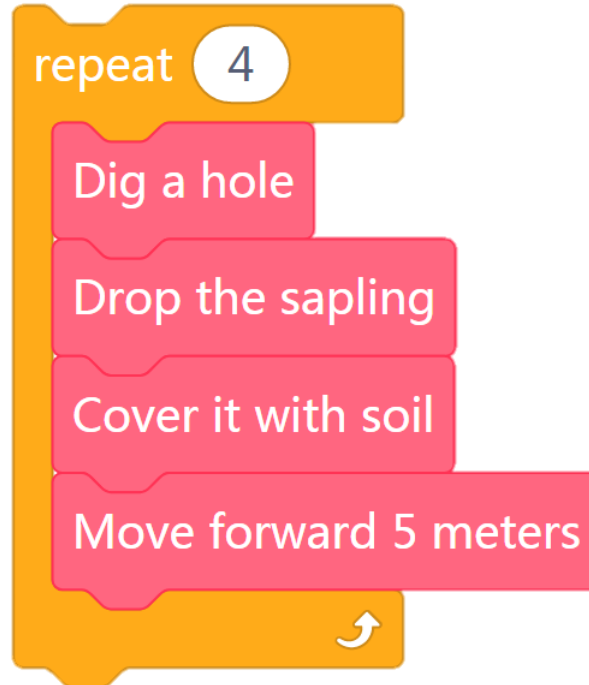 repeat 4
Dig a hole
Drop the sapling
Cover it with soil
Move forward 5 meters